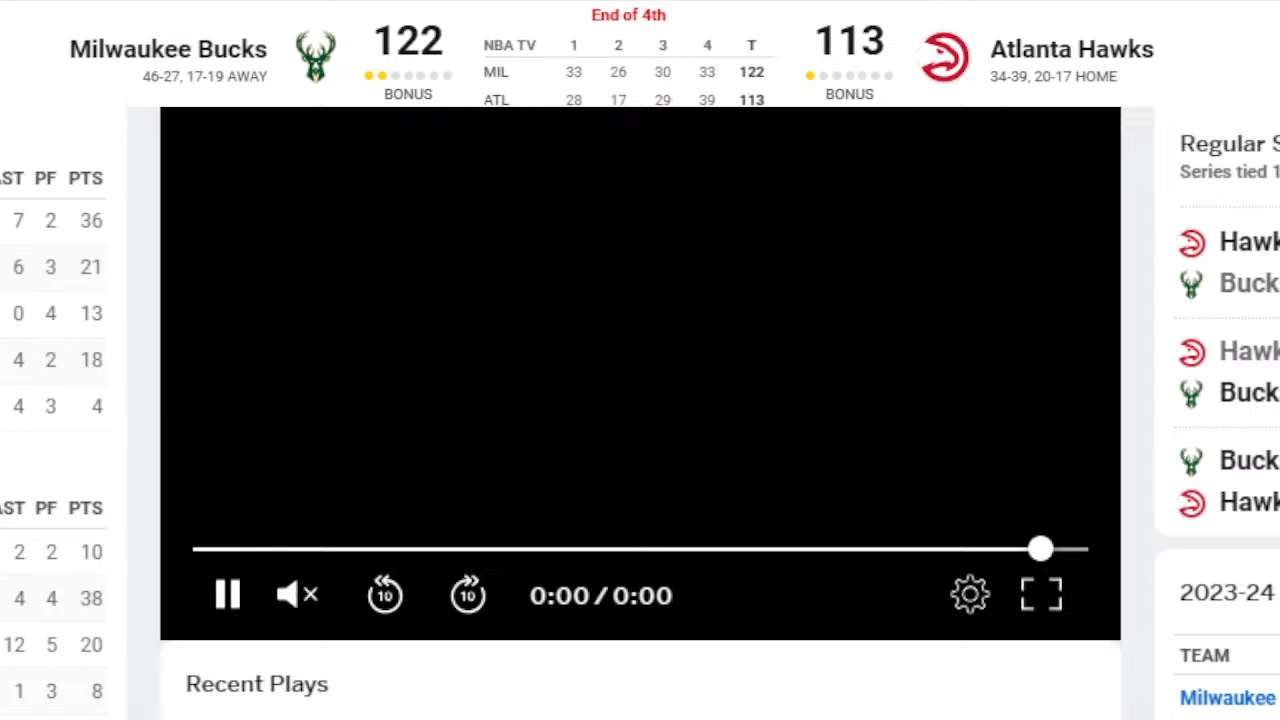 End of 4th
Milwaukee Bucks
46-27, 17-19 AWAY
122
BONUS
NBA TV 1 2 3 4 T
MIL 33 26 30 33 122
ATL 28 17 29 39 113
113
BONUS
Atlanta Hawks
34-39, 20-17 HOME
AST PF PTS
7 2 36
6 3 21
0 4 13
4 2 18
4 3 4
AST PF PTS
2 2 10
4 4 38
12 5 20
1 3 8
10 10 0:00 / 0:00
Recent Plays
Regular S
Series tied 1
Hawk
Buck
Hawk
Buck
Buck
Hawk
2023-24
TEAM
Milwaukee